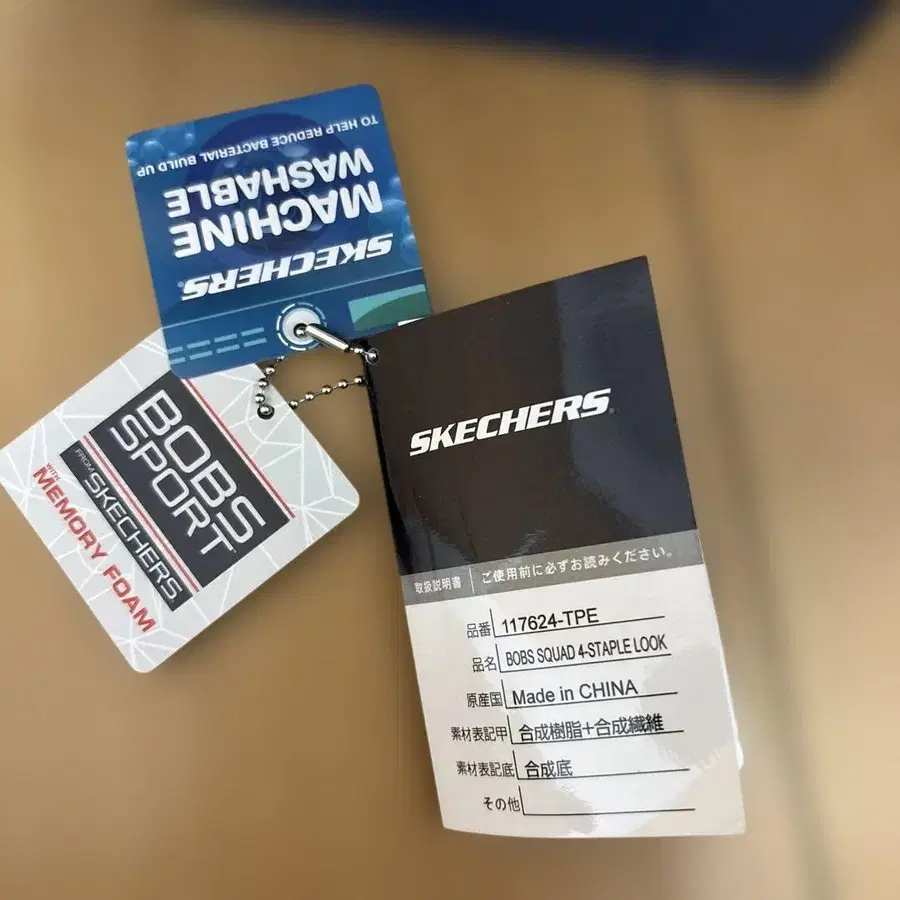 SKECHERS
MACHINE
WASHABLE
TO HELP REDUCE BACTERIAL BUILD UP
BOBS
SPORT
FROM SKECHERS
WITH
MEMORY FOAM
SKECHERS
取扱説明書 ご使用前に必ずお読みください。
品番 117624-TPE
品名 BOBS SQUAD 4-STAPLE LOOK
原産国 Made in CHINA
素材表記甲 合成樹脂+合成繊維
素材表記底 合成底
その他